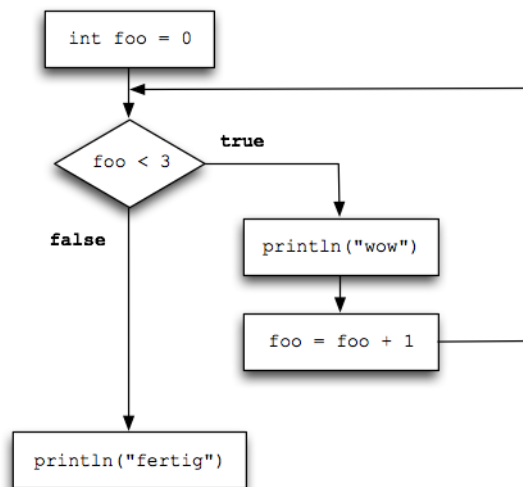 int foo = 0
foo < 3
true
false
println("wow")
foo = foo + 1
println("fertig")